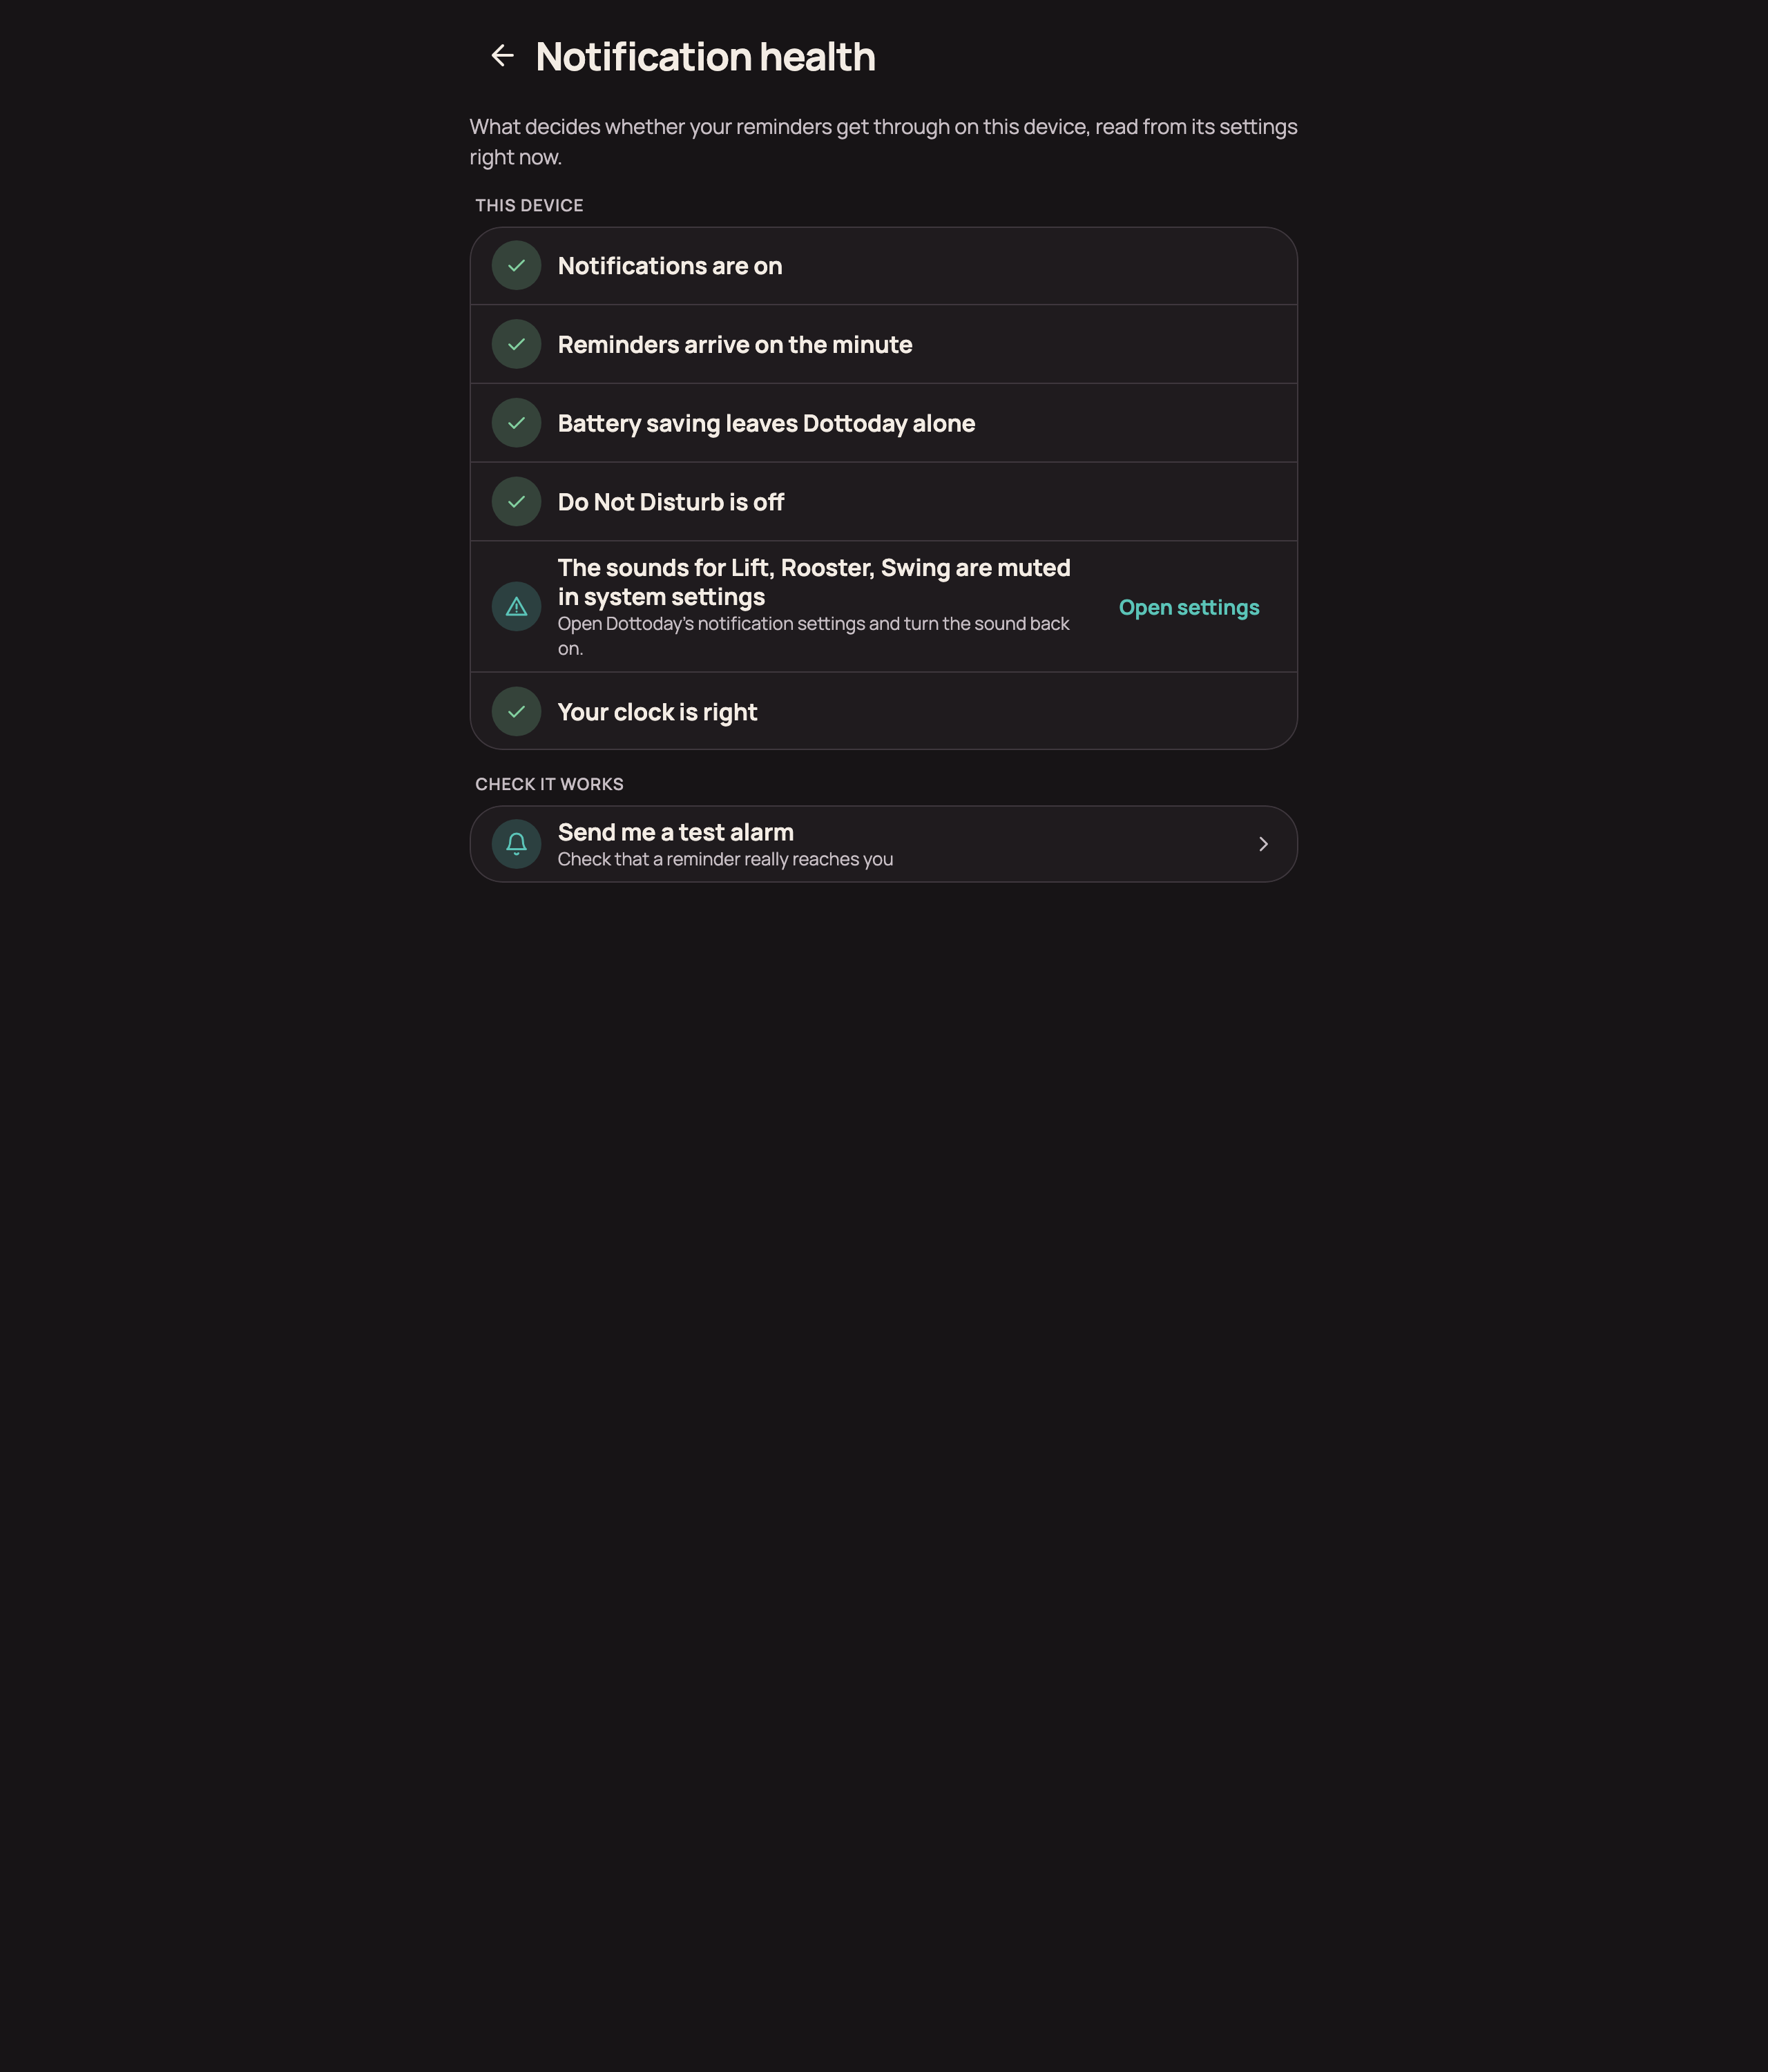 Notification health
What decides whether your reminders get through on this device, read from its settings
right now.
THIS DEVICE
Notifications are on
Reminders arrive on the minute
Battery saving leaves Dottoday alone
Do Not Disturb is off
The sounds for Lift, Rooster, Swing are muted
in system settings
Open Dottoday’s notification settings and turn the sound back
on.
Open settings
Your clock is right
CHECK IT WORKS
Send me a test alarm
Check that a reminder really reaches you